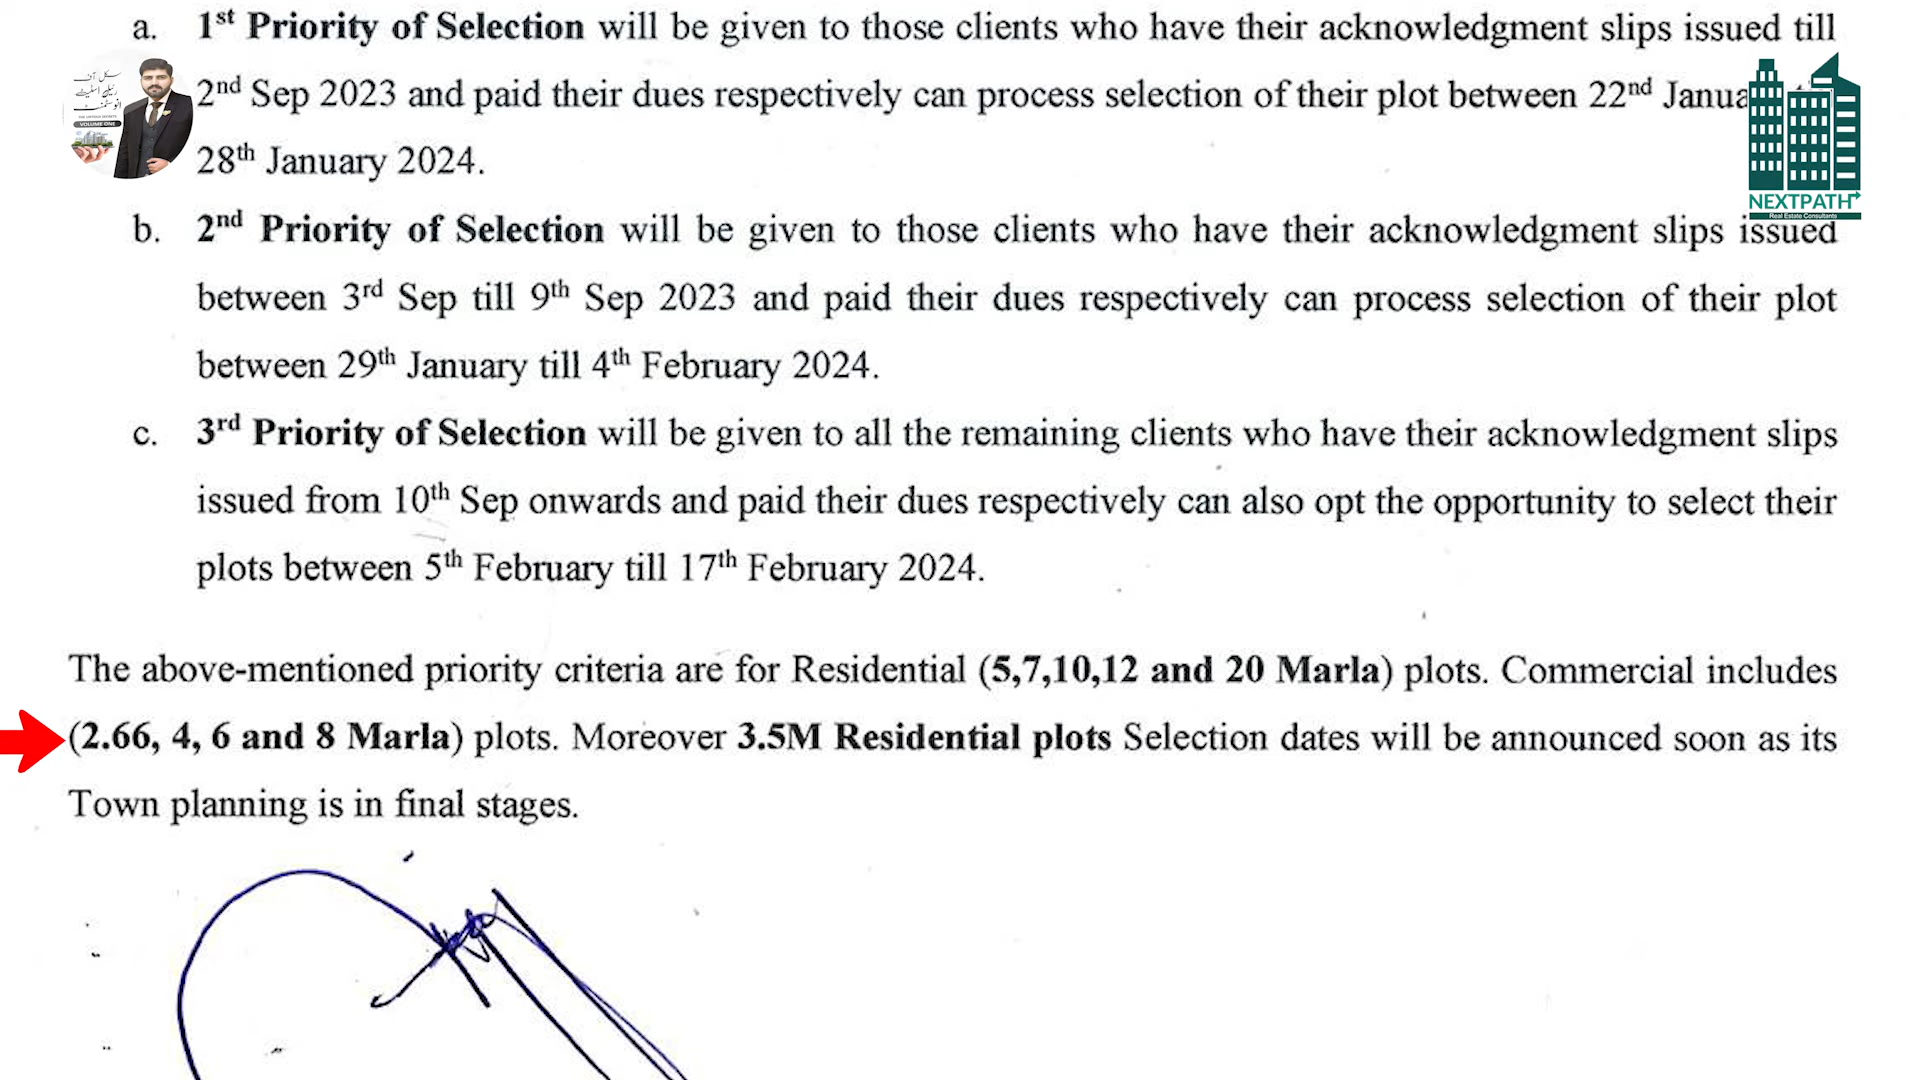 a. 1st Priority of Selection will be given to those clients who have their acknowledgment slips issued till
2nd Sep 2023 and paid their dues respectively can process selection of their plot between 22nd
28th January 2024.
b. 2nd Priority of Selection will be given to those clients who have their acknowledgment slips issued
between 3rd Sep till 9th Sep 2023 and paid their dues respectively can process selection of their plot
between 29th January till 4th February 2024.
c. 3rd Priority of Selection will be given to all the remaining clients who have their acknowledgment slips
issued from 10th Sep onwards and paid their dues respectively can also opt the opportunity to select their
plots between 5th February till 17th February 2024.
The above-mentioned priority criteria are for Residential (5,7,10,12 and 20 Marla) plots. Commercial includes
(2.66, 4, 6 and 8 Marla) plots. Moreover 3.5M Residential plots Selection dates will be announced soon as its
Town planning is in final stages.
VOLUME ONE
NEXTPATH
Real Estate Consultants